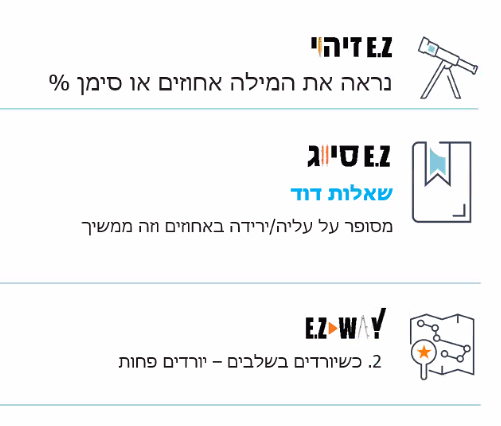 E.Z זיהוי
נראה את המילה אחוזים או סימן %
E.Z סיווג
שאלות דוד
מסופר על עליה/ירידה באחוזים וזה ממשיך
E.Z WAY
2. כשיורדים בשלבים – יורדים פחות